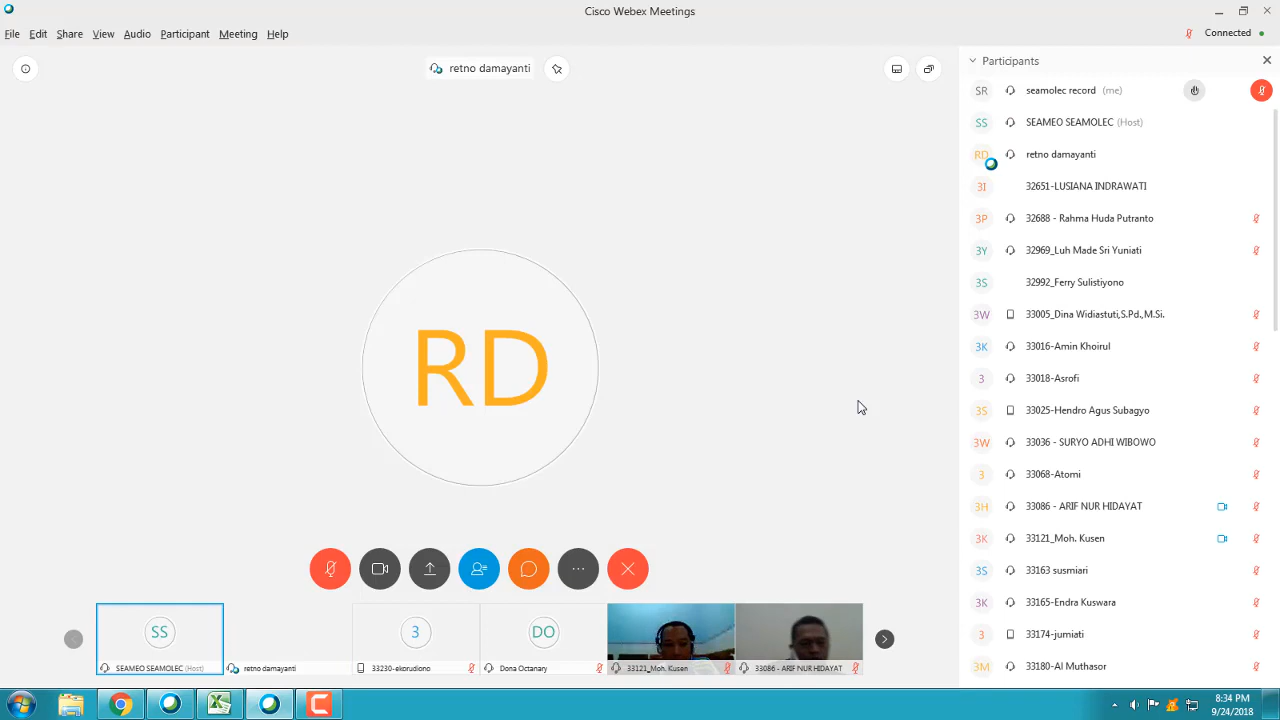 Cisco Webex Meetings
File Edit Share View Audio Participant Meeting Help
Connected
retno damayanti
RD
SS
SEAMEO SEAMOLEC (Host)
retno damayanti
3
33230-ekorudiono
DO
Dona Octanary
33121_Moh. Kusen
33086 - ARIF NUR HIDAYAT
Participants
SR seamolec record (me)
SS SEAMEO SEAMOLEC (Host)
RD retno damayanti
3I 32651-LUSIANA INDRAWATI
3P 32688 - Rahma Huda Putranto
3Y 32969_Luh Made Sri Yuniati
3S 32992_Ferry Sulistiyono
3W 33005_Dina Widiastuti,S.Pd.,M.Si.
3K 33016-Amin Khoirul
3 33018-Asrofi
3S 33025-Hendro Agus Subagyo
3W 33036 - SURYO ADHI WIBOWO
3 33068-Atomi
3H 33086 - ARIF NUR HIDAYAT
3K 33121_Moh. Kusen
3S 33163 susmiari
3K 33165-Endra Kuswara
3 33174-jumiati
3M 33180-Al Muthasor
8:34 PM
9/24/2018